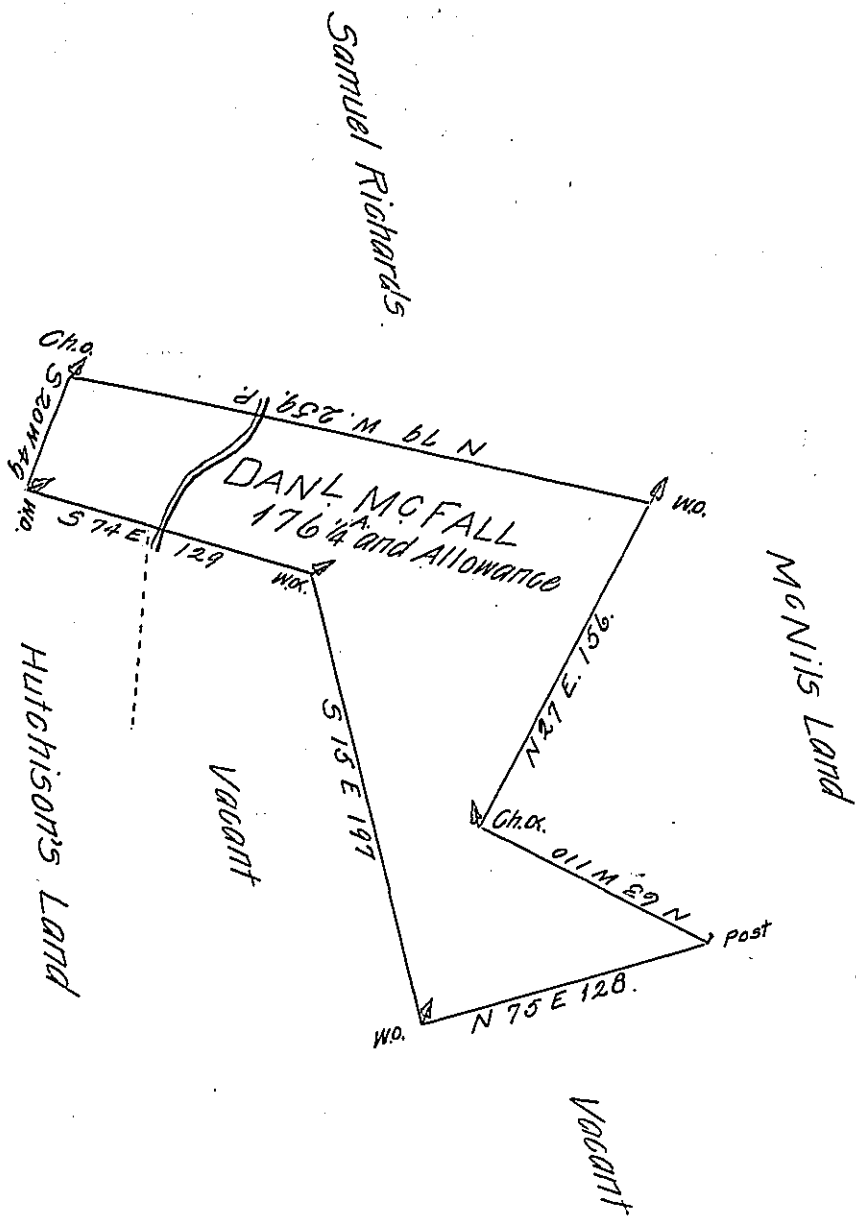 Samuel Richards.
Ch.o.
S 20 W 49
W.O.
N 79 W. 259. P.
W.O.
DANL MCFALL
176 1/4 A. and Allowance
S 74 E. 129
W.O.
McNils Land
N 27 E. 156.
S 15 E 197
Ch.O.
N 63 W 110
Post
N 75 E 128.
W.O.
Hutchison's Land
Vacant
Vacant